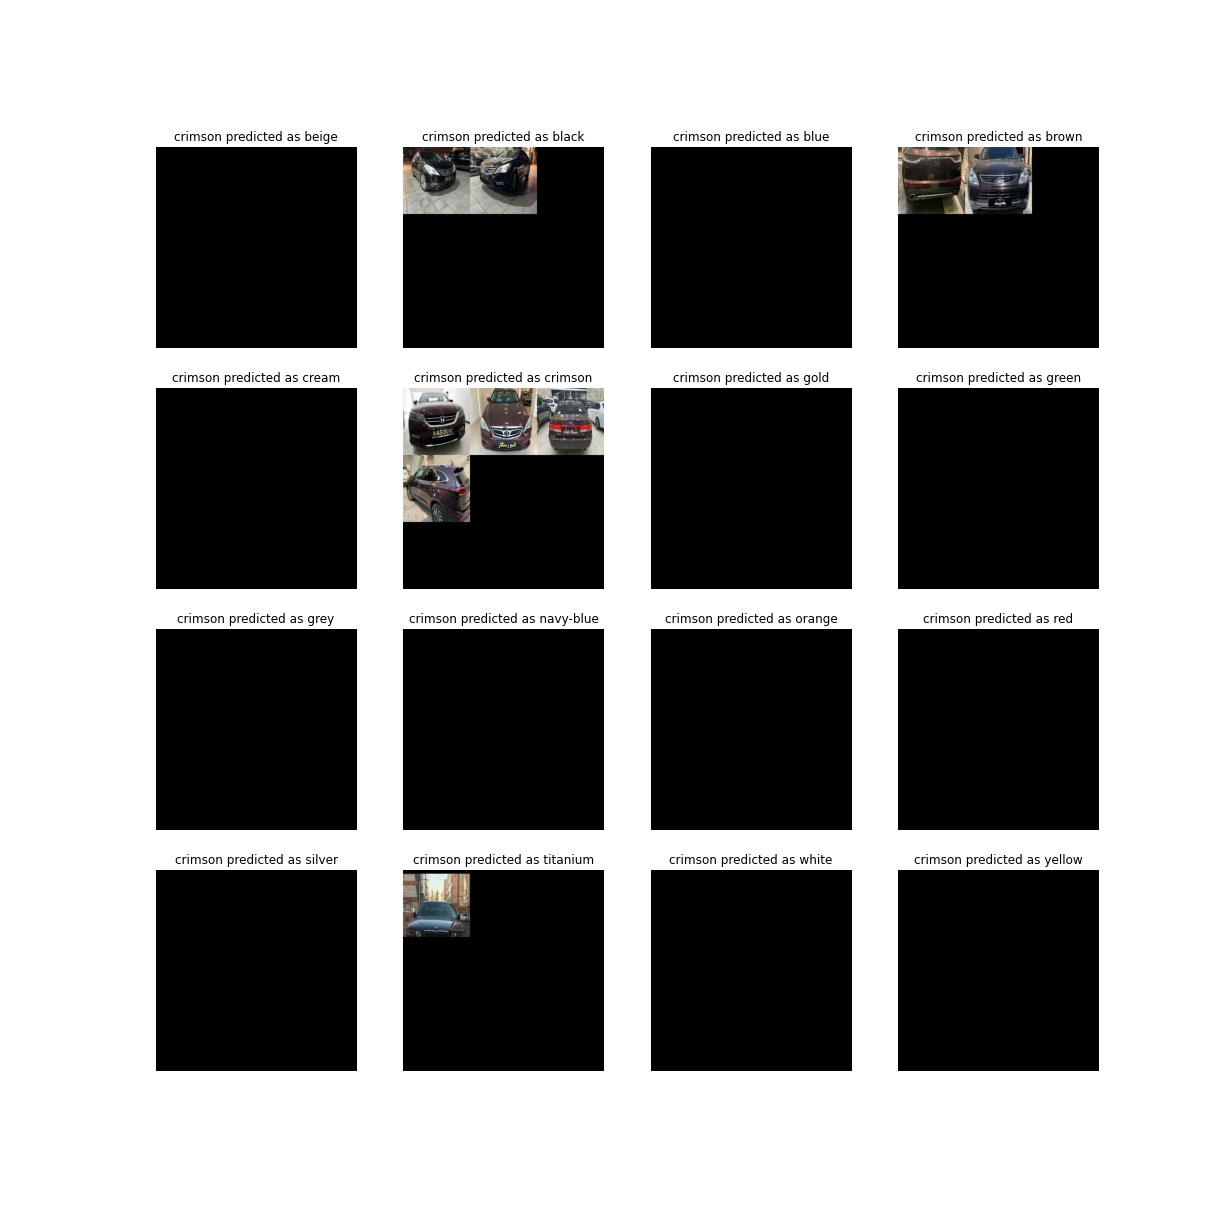 crimson predicted as beige
crimson predicted as black
crimson predicted as blue
crimson predicted as brown
crimson predicted as cream
crimson predicted as crimson
crimson predicted as gold
crimson predicted as green
crimson predicted as grey
crimson predicted as navy-blue
crimson predicted as orange
crimson predicted as red
crimson predicted as silver
crimson predicted as titanium
crimson predicted as white
crimson predicted as yellow